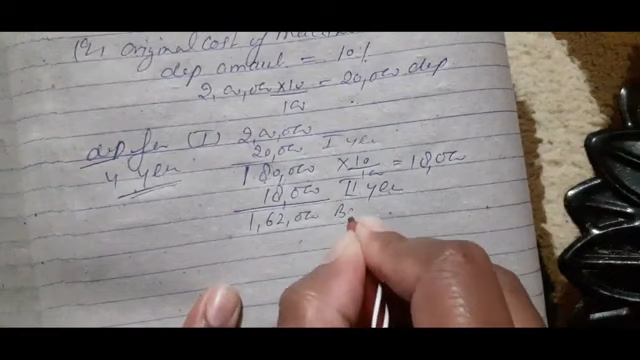 (Q, original cost of
dep amount = 10%
2,00,000 x 10 = 20,000 dep
100
dep for (I) 2,00,000
4 year 20,000 I year
1,80,000 x 10 = 18,000
100
18,000 II year
1,62,000 B